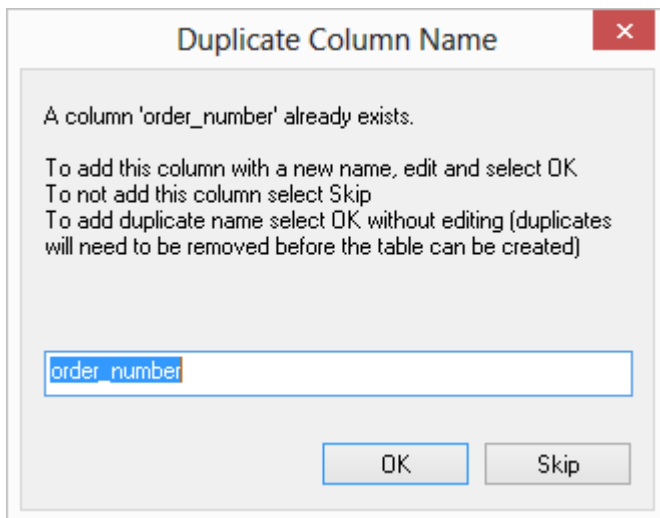 Duplicate Column Name
A column 'order_number' already exists.
To add this column with a new name, edit and select OK
To not add this column select Skip
To add duplicate name select OK without editing (duplicates
will need to be removed before the table can be created)
order_number
OK Skip